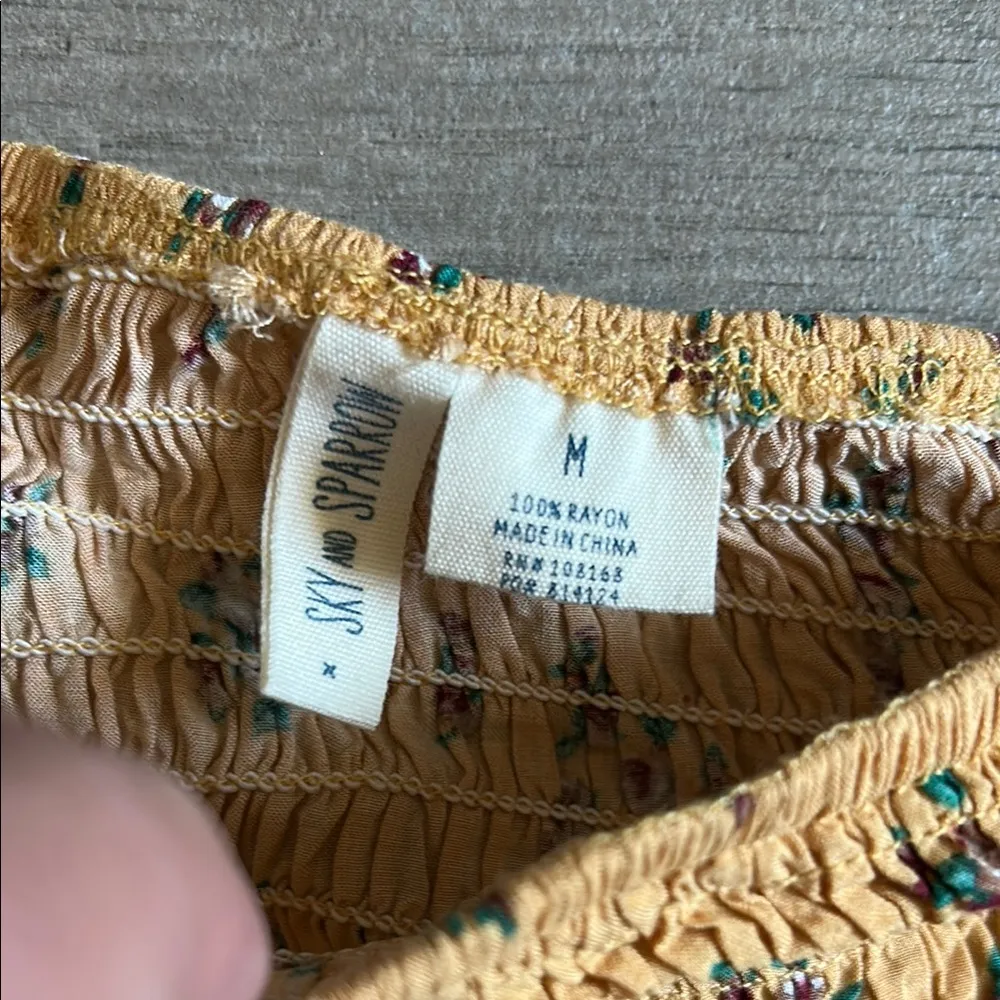 SKY AND SPARROW
M
100% RAYON
MADE IN CHINA
RN# 108168
PO# 814124